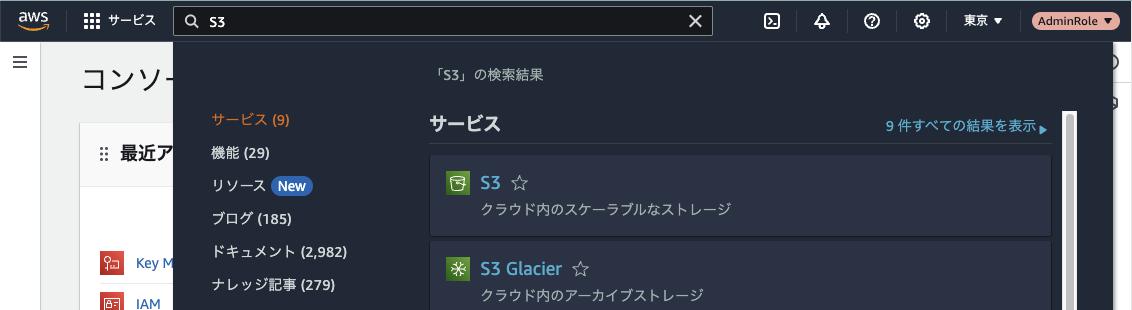 aws
サービス
S3
東京
AdminRole
コンソー
「S3」の検索結果
サービス (9)
サービス
9 件すべての結果を表示
機能 (29)
最近ア
リソース New
S3
ブログ (185)
クラウド内のスケーラブルなストレージ
ドキュメント (2,982)
Key M
S3 Glacier
ナレッジ記事 (279)
クラウド内のアーカイブストレージ
IAM